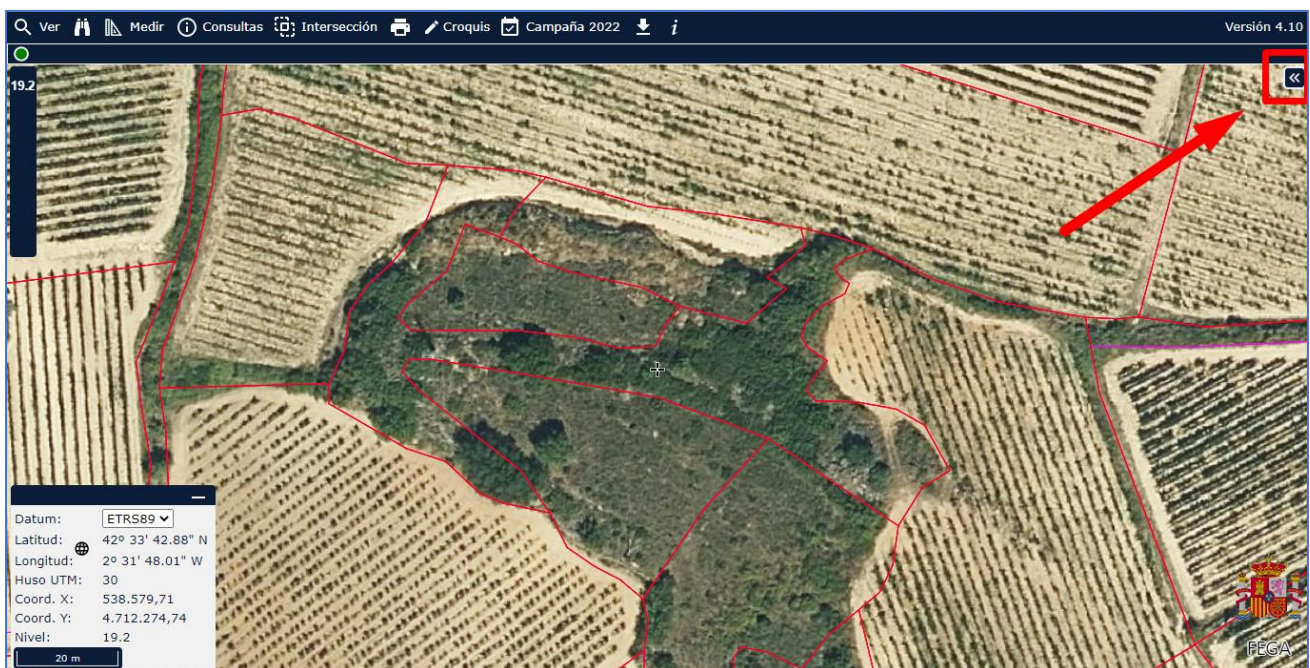 Ver Medir Consultas Intersección Croquis Campaña 2022 i Versión 4.10
19.2
Datum: ETRS89
Latitud: 42º 33' 42.88" N
Longitud: 2º 31' 48.01" W
Huso UTM: 30
Coord. X: 538.579,71
Coord. Y: 4.712.274,74
Nivel: 19.2
20 m
FEGA